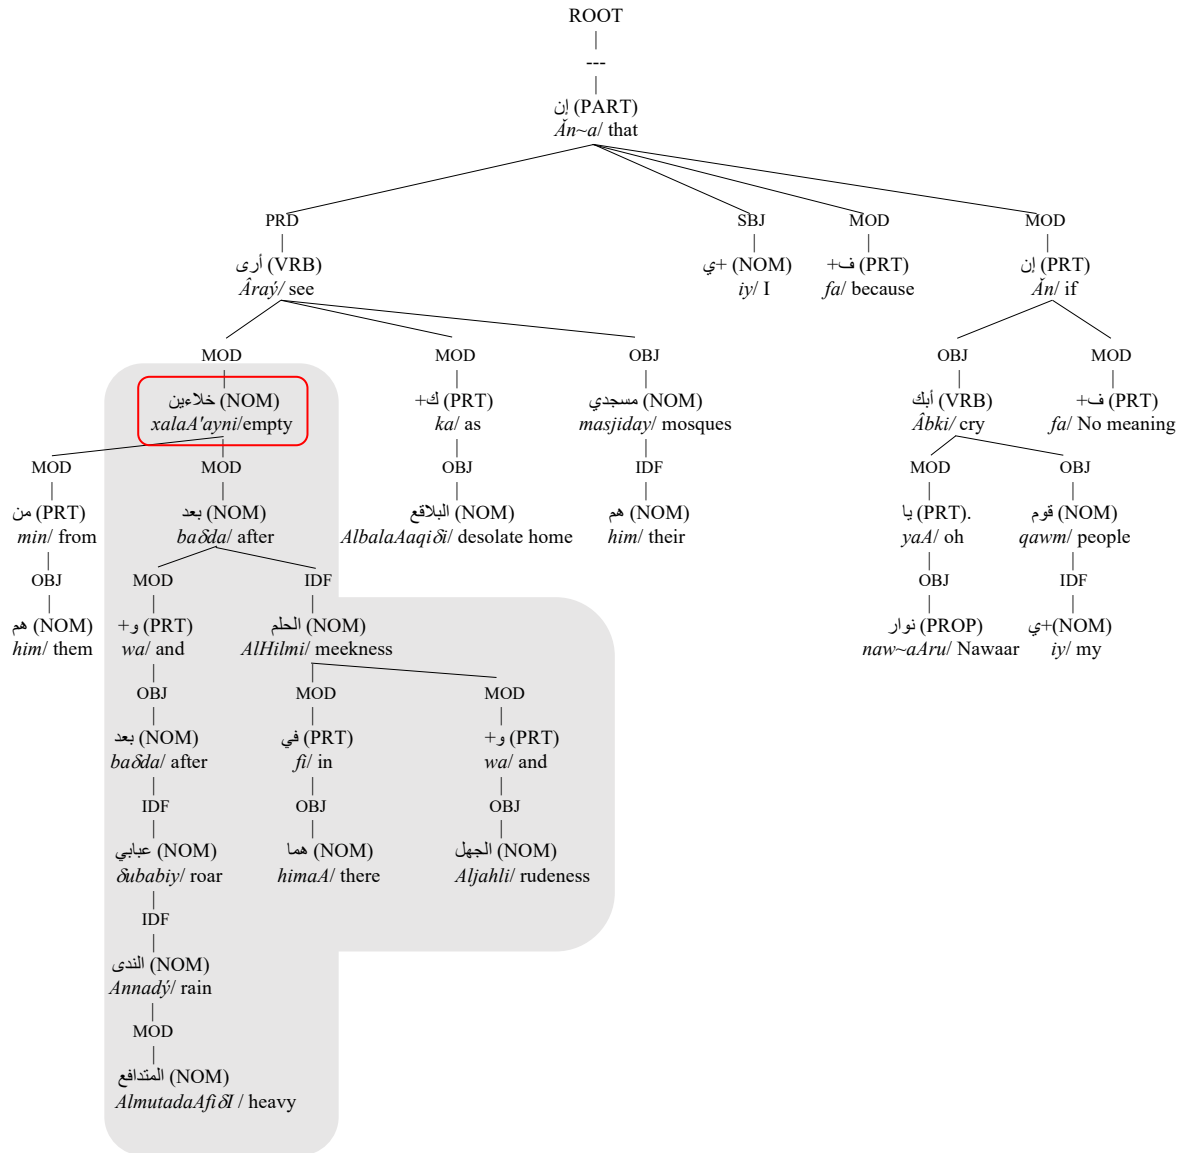 ROOT
---
إن (PART)
Ǎn~a/ that
PRD SBJ MOD MOD
أرى (VRB) +ي (NOM) ف+ (PRT) إن (PRT)
Âraý/ see iy/ I fa/ because Ǎn/ if
MOD MOD OBJ OBJ MOD
خلاءين (NOM) ك+ (PRT) مسجدي (NOM) أبك (VRB) ف+ (PRT)
xalaA'ayni/empty ka/ as masjiday/ mosques Âbki/ cry fa/ No meaning
MOD MOD OBJ IDF MOD OBJ
من (PRT) بعد (NOM) البلاقع (NOM) هم (NOM) يا (PRT). قوم (NOM)
min/ from baδda/ after AlbalaAaqiδi/ desolate home him/ their yaA/ oh qawm/ people
OBJ MOD IDF OBJ IDF
هم (NOM) و+ (PRT) الحلم (NOM) نوار (PROP) +ي(NOM)
him/ them wa/ and AlHilmi/ meekness naw~aAru/ Nawaar iy/ my
OBJ MOD MOD
بعد (NOM) في (PRT) و+ (PRT)
baδda/ after fi/ in wa/ and
IDF OBJ OBJ
عبابي (NOM) هما (NOM) الجهل (NOM)
δubabiy/ roar himaA/ there Aljahli/ rudeness
IDF
الندى (NOM)
Annadý/ rain
MOD
المتدافع (NOM)
AlmutadaAfiδI / heavy